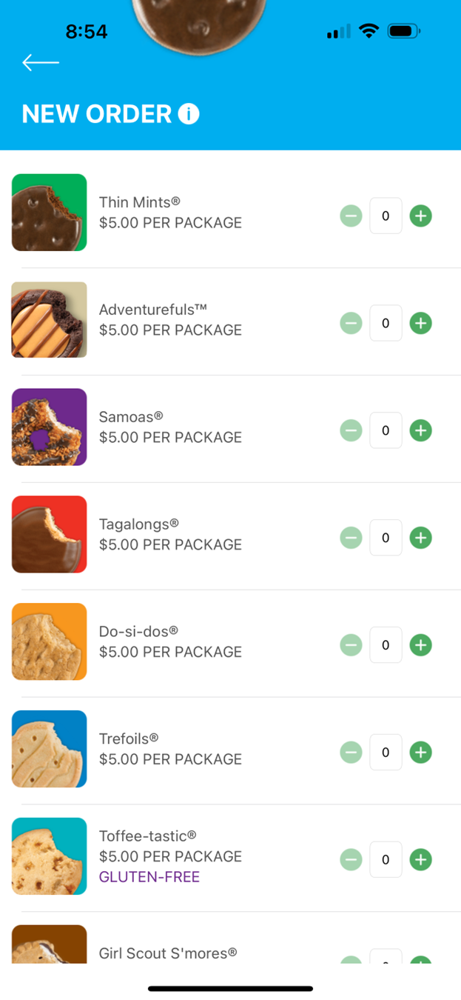 8:54
NEW ORDER i
Thin Mints®
$5.00 PER PACKAGE
0
Adventurefuls™
$5.00 PER PACKAGE
0
Samoas®
$5.00 PER PACKAGE
0
Tagalongs®
$5.00 PER PACKAGE
0
Do-si-dos®
$5.00 PER PACKAGE
0
Trefoils®
$5.00 PER PACKAGE
0
Toffee-tastic®
$5.00 PER PACKAGE
GLUTEN-FREE
0
Girl Scout S'mores®